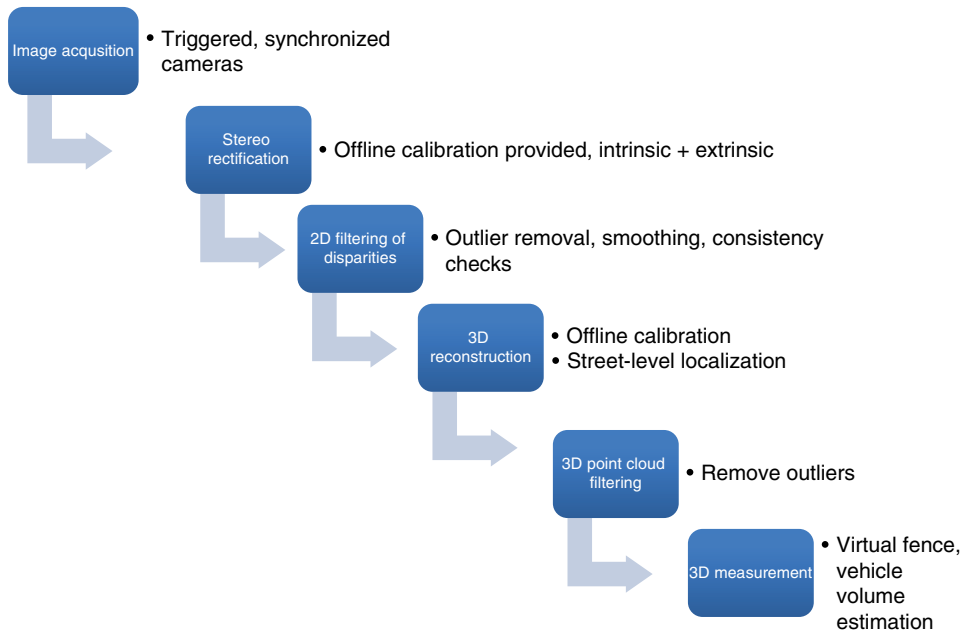 Image acqusition
• Triggered, synchronized
cameras
Stereo
rectification
• Offline calibration provided, intrinsic + extrinsic
2D filtering of
disparities
• Outlier removal, smoothing, consistency
checks
3D
reconstruction
• Offline calibration
• Street-level localization
3D point cloud
filtering
• Remove outliers
3D measurement
• Virtual fence,
vehicle
volume
estimation